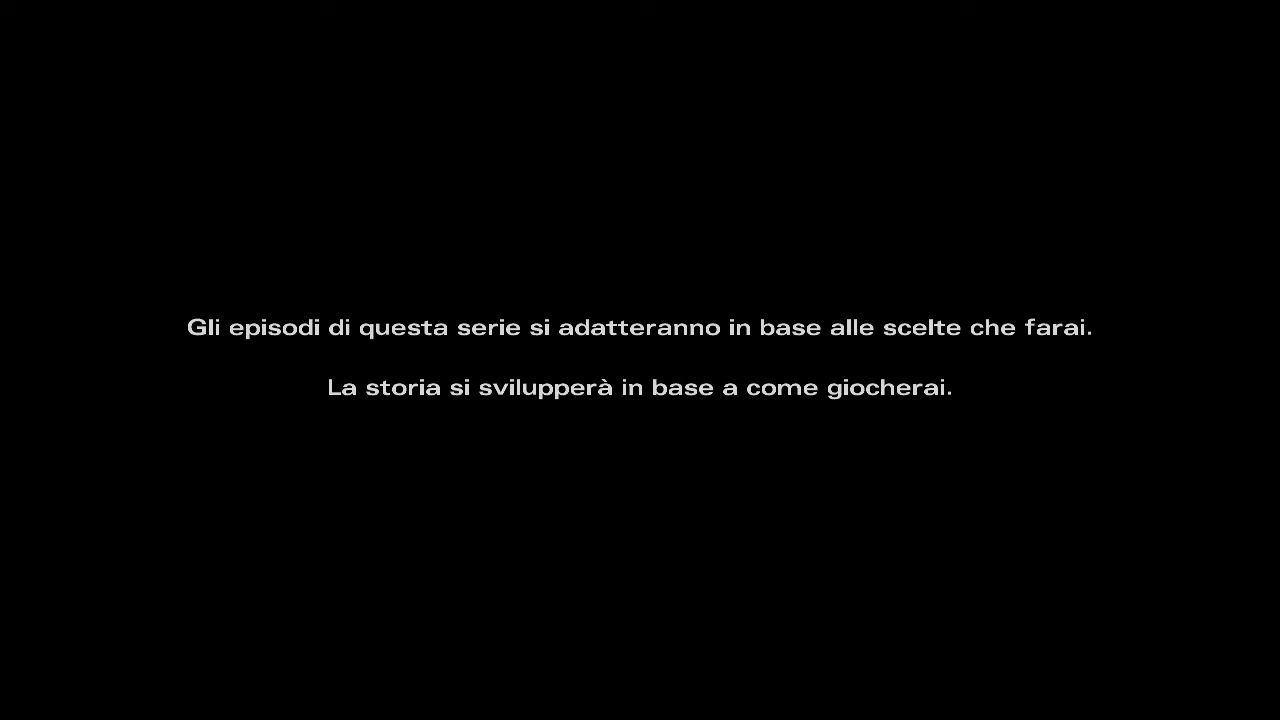 Gli episodi di questa serie si adatteranno in base alle scelte che farai.
La storia si svilupperà in base a come giocherai.